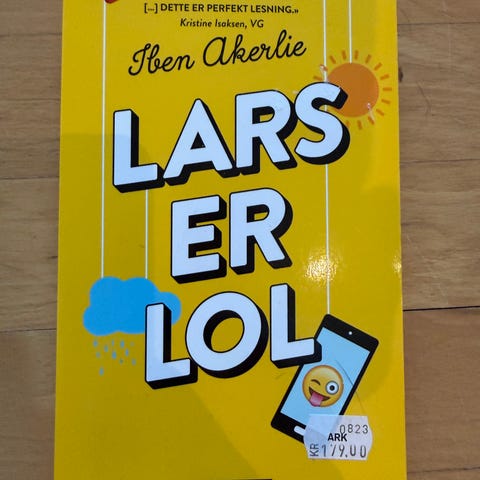 [...] DETTE ER PERFEKT LESNING.»
Kristine Isaksen, VG
Iben Akerlie
LARS
ER
LOL
0823
ARK
KR 179.00